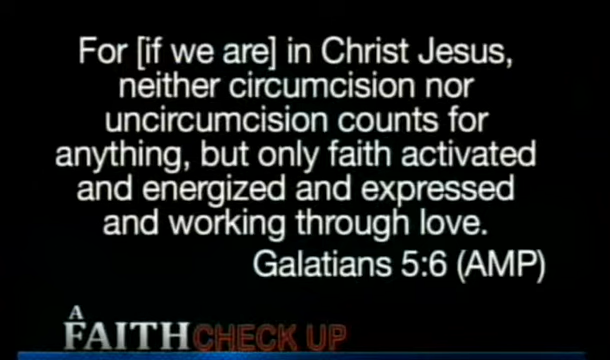 For [if we are] in Christ Jesus,
neither circumcision nor
uncircumcision counts for
anything, but only faith activated
and energized and expressed
and working through love.
Galatians 5:6 (AMP)
A
FAITH CHECK UP